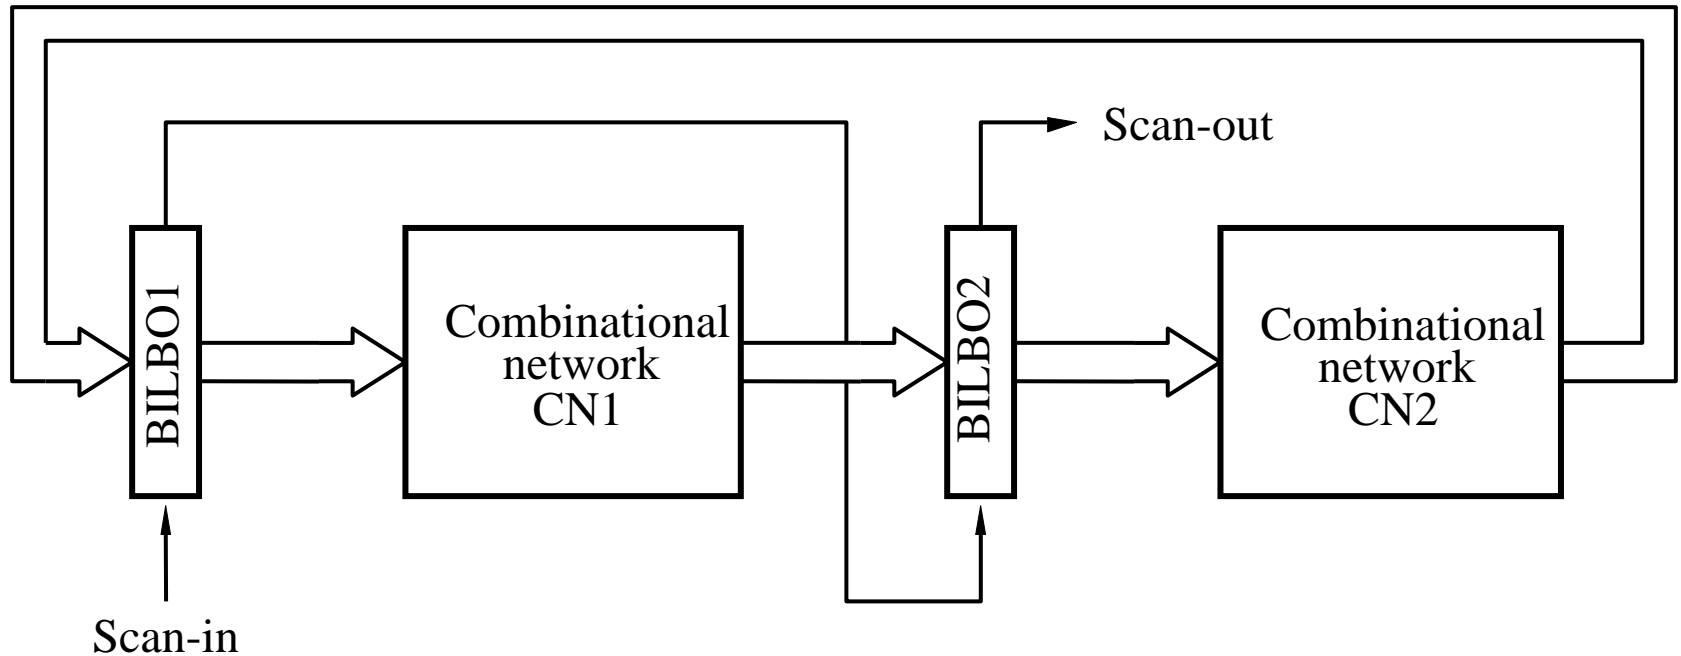 Scan-out
BILBO1
Combinational
network
CN1
BILBO2
Combinational
network
CN2
Scan-in